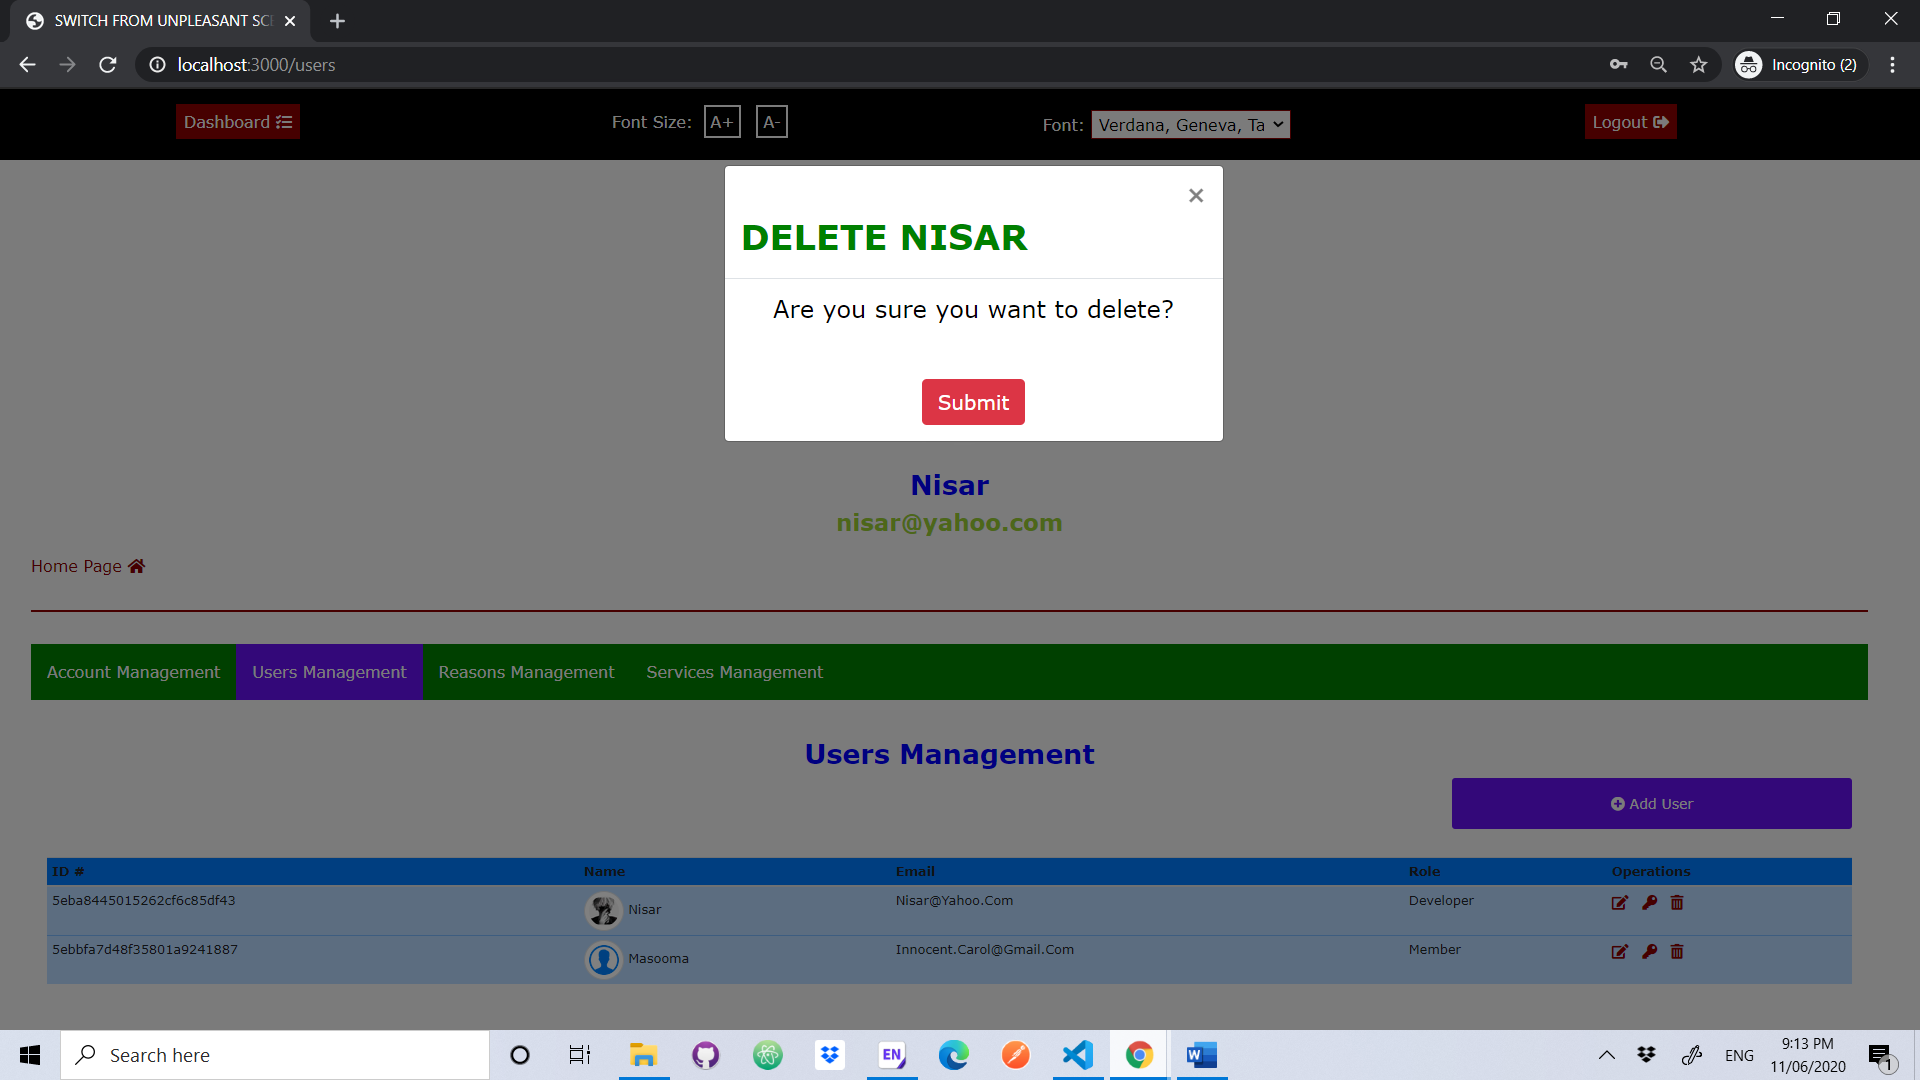 SWITCH FROM UNPLEASANT SCE
localhost:3000/users
Incognito (2)
Dashboard
Font Size: A+ A-
Font: Verdana, Geneva, Ta
Logout
×
DELETE NISAR
Are you sure you want to delete?
Submit
Nisar
nisar@yahoo.com
Home Page
Account Management Users Management Reasons Management Services Management
Users Management
Add User
ID # Name Email Role Operations
5eba8445015262cf6c85df43 Nisar Nisar@Yahoo.Com Developer
5ebbfa7d48f35801a9241887 Masooma Innocent.Carol@Gmail.Com Member
Search here
EN
W
ENG
9:13 PM
11/06/2020
1